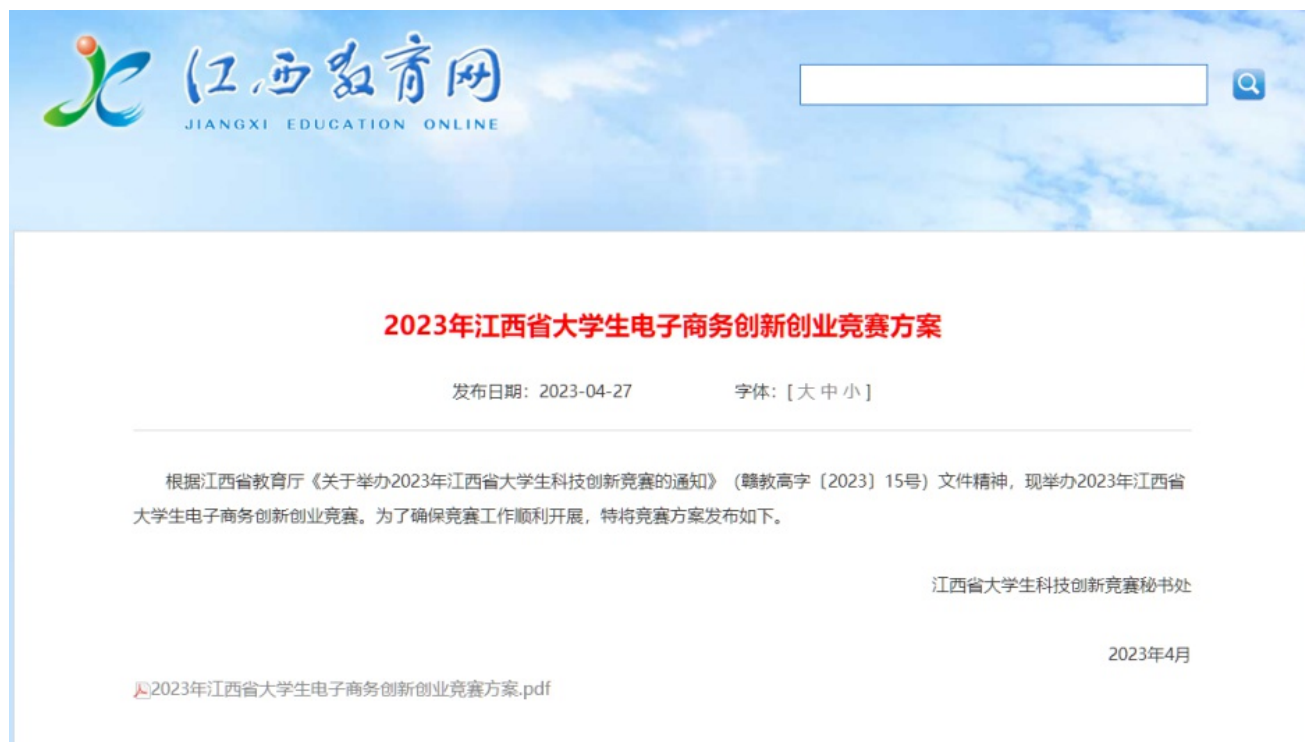 江西教育网
JIANGXI EDUCATION ONLINE
2023年江西省大学生电子商务创新创业竞赛方案
发布日期：2023-04-27 字体：[ 大 中 小 ]
根据江西省教育厅《关于举办2023年江西省大学生科技创新竞赛的通知》（赣教高字〔2023〕15号）文件精神，现举办2023年江西省
大学生电子商务创新创业竞赛。为了确保竞赛工作顺利开展，特将竞赛方案发布如下。
江西省大学生科技创新竞赛秘书处
2023年4月
2023年江西省大学生电子商务创新创业竞赛方案.pdf